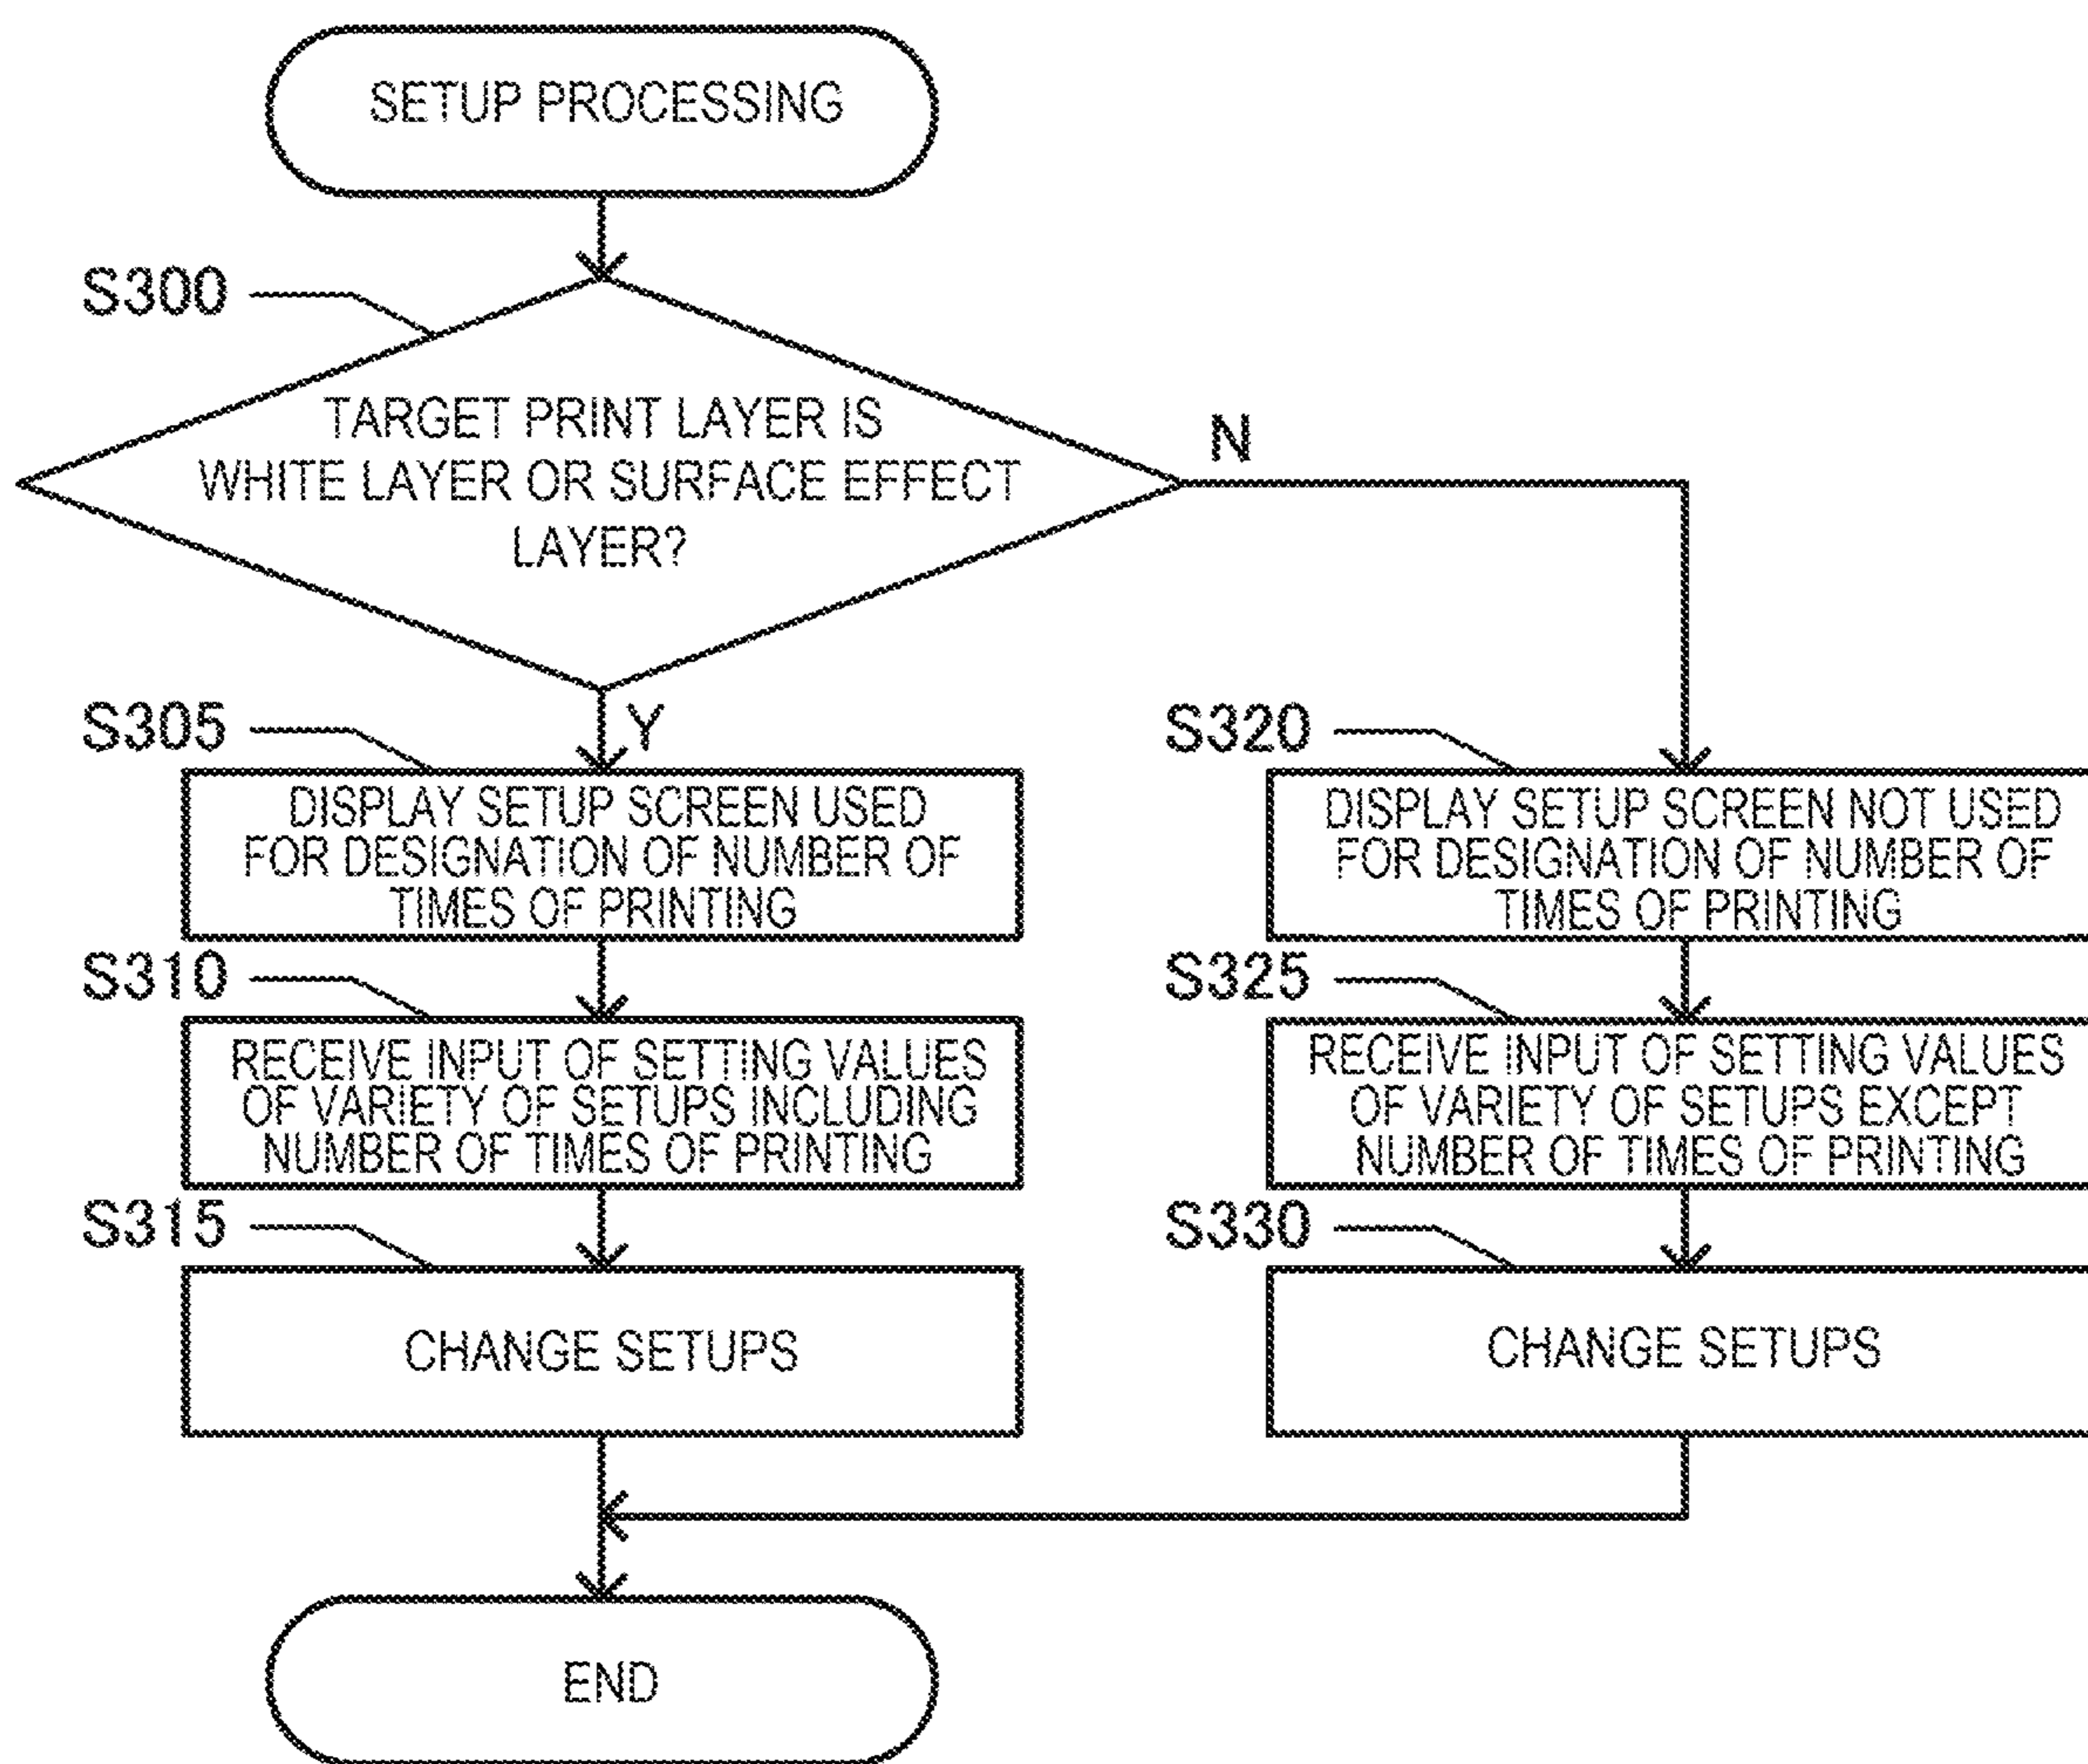 SETUP PROCESSING
S300
TARGET PRINT LAYER IS
WHITE LAYER OR SURFACE EFFECT
LAYER?
N
Y
S305
DISPLAY SETUP SCREEN USED
FOR DESIGNATION OF NUMBER OF
TIMES OF PRINTING
S310
RECEIVE INPUT OF SETTING VALUES
OF VARIETY OF SETUPS INCLUDING
NUMBER OF TIMES OF PRINTING
S315
CHANGE SETUPS
S320
DISPLAY SETUP SCREEN NOT USED
FOR DESIGNATION OF NUMBER OF
TIMES OF PRINTING
S325
RECEIVE INPUT OF SETTING VALUES
OF VARIETY OF SETUPS EXCEPT
NUMBER OF TIMES OF PRINTING
S330
CHANGE SETUPS
END